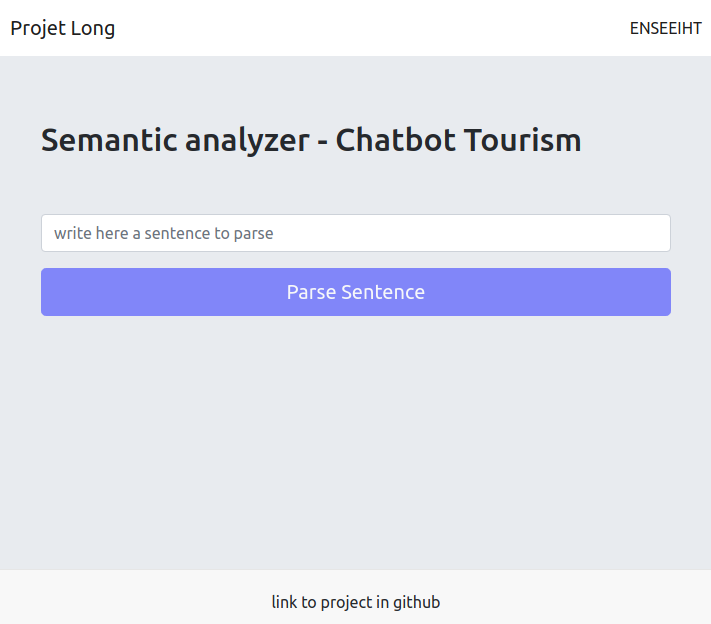 Projet Long
ENSEEIHT
Semantic analyzer - Chatbot Tourism
write here a sentence to parse
Parse Sentence
link to project in github